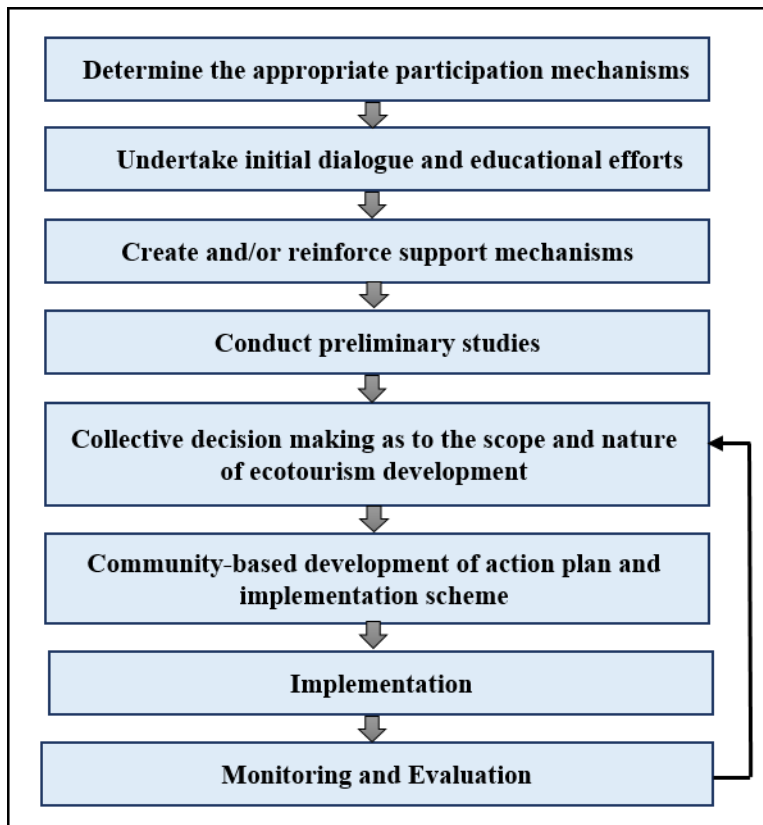 Determine the appropriate participation mechanisms
Undertake initial dialogue and educational efforts
Create and/or reinforce support mechanisms
Conduct preliminary studies
Collective decision making as to the scope and nature
of ecotourism development
Community-based development of action plan and
implementation scheme
Implementation
Monitoring and Evaluation